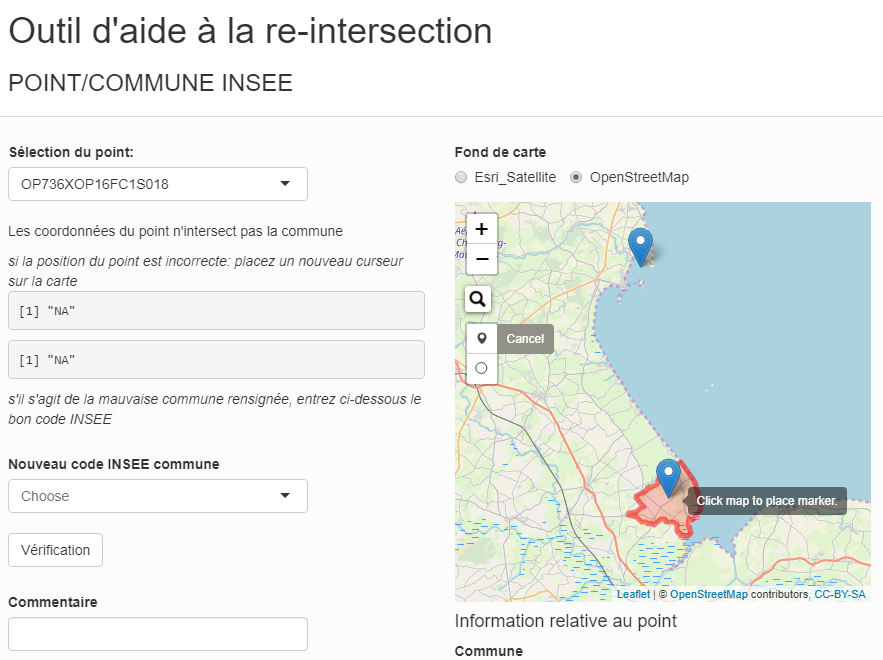 Outil d'aide à la re-intersection
POINT/COMMUNE INSEE
Sélection du point:
OP736XOP16FC1S018
Les coordonnées du point n'intersect pas la commune
si la position du point est incorrecte: placez un nouveau curseur
sur la carte
[1] "NA"
[1] "NA"
s'il s'agit de la mauvaise commune rensignée, entrez ci-dessous le
bon code INSEE
Nouveau code INSEE commune
Choose
Vérification
Commentaire
Fond de carte
Esri_Satellite OpenStreetMap
+
−
Cancel
Click map to place marker.
Leaflet | © OpenStreetMap contributors, CC-BY-SA
Information relative au point
Commune